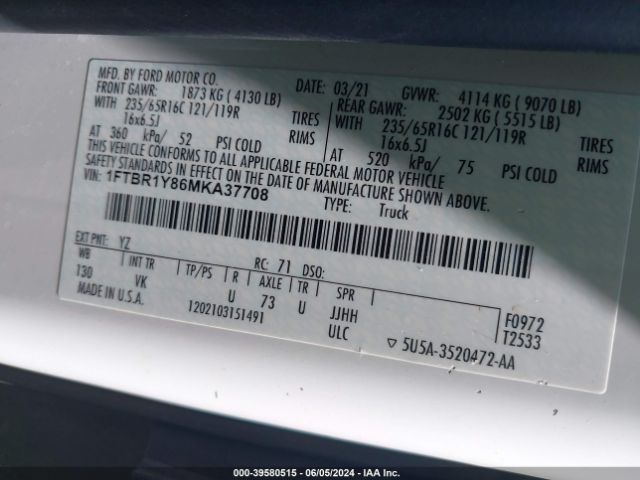 MFD. BY FORD MOTOR CO.
DATE: 03/21 GVWR: 4114 KG ( 9070 LB)
FRONT GAWR: 1873 KG ( 4130 LB)
REAR GAWR: 2502 KG ( 5515 LB)
WITH 235/65R16C 121/119R TIRES
WITH 235/65R16C 121/119R TIRES
16x6.5J RIMS
16x6.5J RIMS
AT 360 kPa/ 52 PSI COLD
AT 520 kPa/ 75 PSI COLD
THIS VEHICLE CONFORMS TO ALL APPLICABLE FEDERAL MOTOR VEHICLE
SAFETY STANDARDS IN EFFECT ON THE DATE OF MANUFACTURE SHOWN ABOVE.
VIN: 1FTBR1Y86MKA37708 TYPE: Truck
EXT PNT: YZ RC: 71 DSO:
WB INT TR TP/PS R AXLE TR SPR
130 VK U 73 U JJHH F0972
MADE IN U.S.A. ULC T2533
1202103151491
▽ 5U5A-3520472-AA
000-39580515 - 06/05/2024 - IAA Inc.